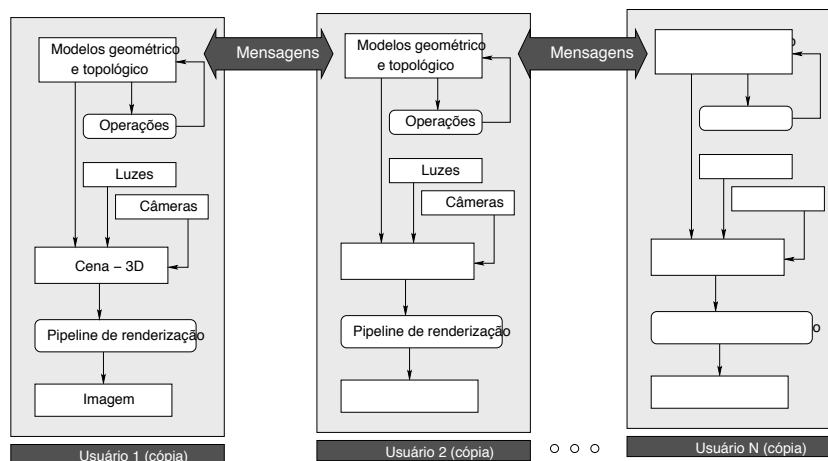 Modelos geométrico
e topológico
Operações
Luzes
Câmeras
Cena – 3D
Pipeline de renderização
Imagem
Usuário 1 (cópia)
Mensagens
Modelos geométrico
e topológico
Operações
Luzes
Câmeras
Pipeline de renderização
Usuário 2 (cópia)
Mensagens
Usuário N (cópia)